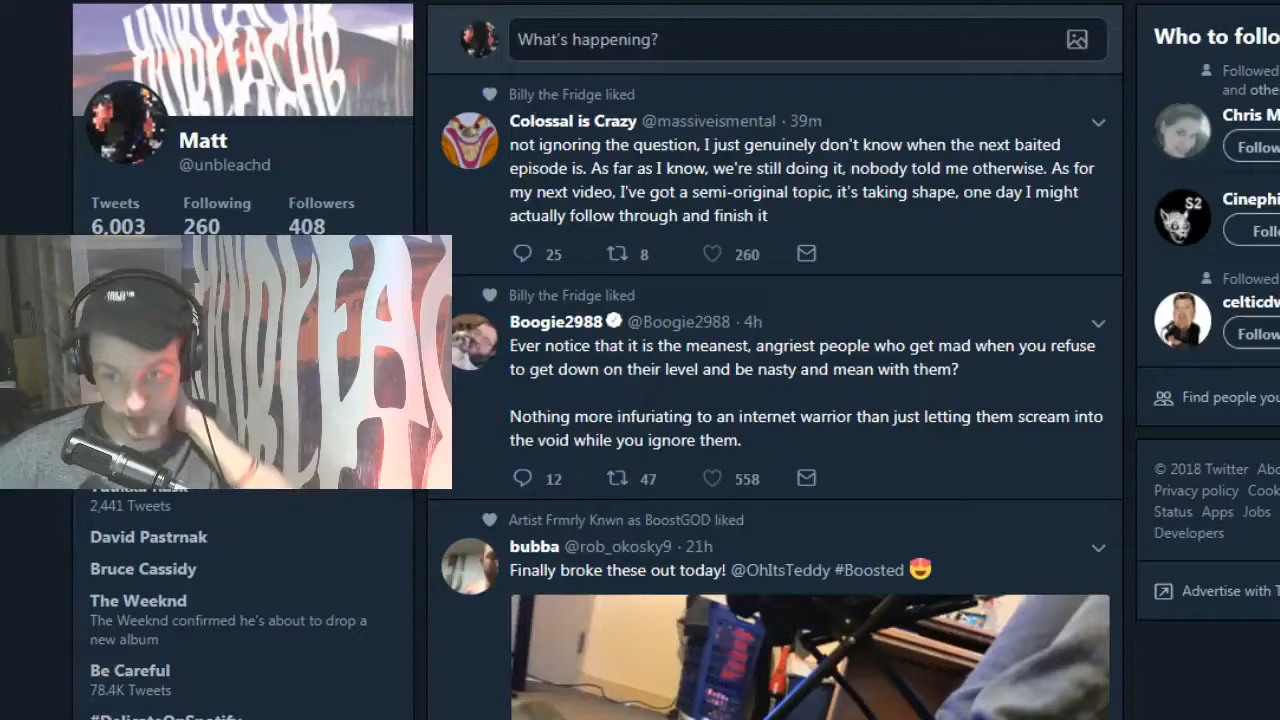 UNBLEACHD
Matt
@unbleachd
Tweets
Following
Followers
6,003
260
408
2,441 Tweets
David Pastrnak
Bruce Cassidy
The Weeknd
The Weeknd confirmed he's about to drop a
new album
Be Careful
78.4K Tweets
#DelicateOnSpotify
What's happening?
Billy the Fridge liked
Colossal is Crazy @massiveismental · 39m
not ignoring the question, I just genuinely don't know when the next baited
episode is. As far as I know, we're still doing it, nobody told me otherwise. As for
my next video, I've got a semi-original topic, it's taking shape, one day I might
actually follow through and finish it
25 8 260
Billy the Fridge liked
Boogie2988 @Boogie2988 · 4h
Ever notice that it is the meanest, angriest people who get mad when you refuse
to get down on their level and be nasty and mean with them?
Nothing more infuriating to an internet warrior than just letting them scream into
the void while you ignore them.
12 47 558
Artist Frmrly Knwn as BoostGOD liked
bubba @rob_okosky9 · 21h
Finally broke these out today! @OhItsTeddy #Boosted 😍
Who to follo
Followed
and othe
Chris M
Follow
Cinephi
S2
Foll
Followed
celticdw
Follow
Find people you
© 2018 Twitter Abo
Privacy policy Cook
Status Apps Jobs
Developers
Advertise with T